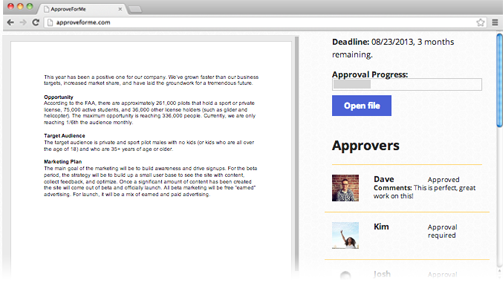 ApproveForMe
approveforme.com
This year has been a positive one for our company. We've grown faster than our business
targets, increased market share, and have laid the groundwork for a tremendous future.
Opportunity
According to the FAA, there are approximately 261,000 pilots that hold a sport or private
license, 75,000 active students, and 36,000 other license holders (such as glider and
helicopter). The maximum opportunity is reaching 336,000 people. Currently, we are only
reaching 1/6th the audience monthly.
Target Audience
The target audience is private and sport pilots males with no kids (or kids who are all over
the age of 18) and who are 35+ years of age or older.
Marketing Plan
The main goal of the marketing will be to build awareness and drive signups. For the beta
period, the strategy will be to build up a small user base to see the site with content,
collect feedback, and optimize. Once a significant amount of content has been created
the site will come out of beta and officially launch. All beta marketing will be free "earned"
advertising. For launch, it will be a mix of earned and paid advertising.
Deadline: 08/23/2013, 3 months
remaining.
Approval Progress:
Open file
Approvers
Dave Approved
Comments: This is perfect, great
work on this!
Kim Approval
required
Josh Approval